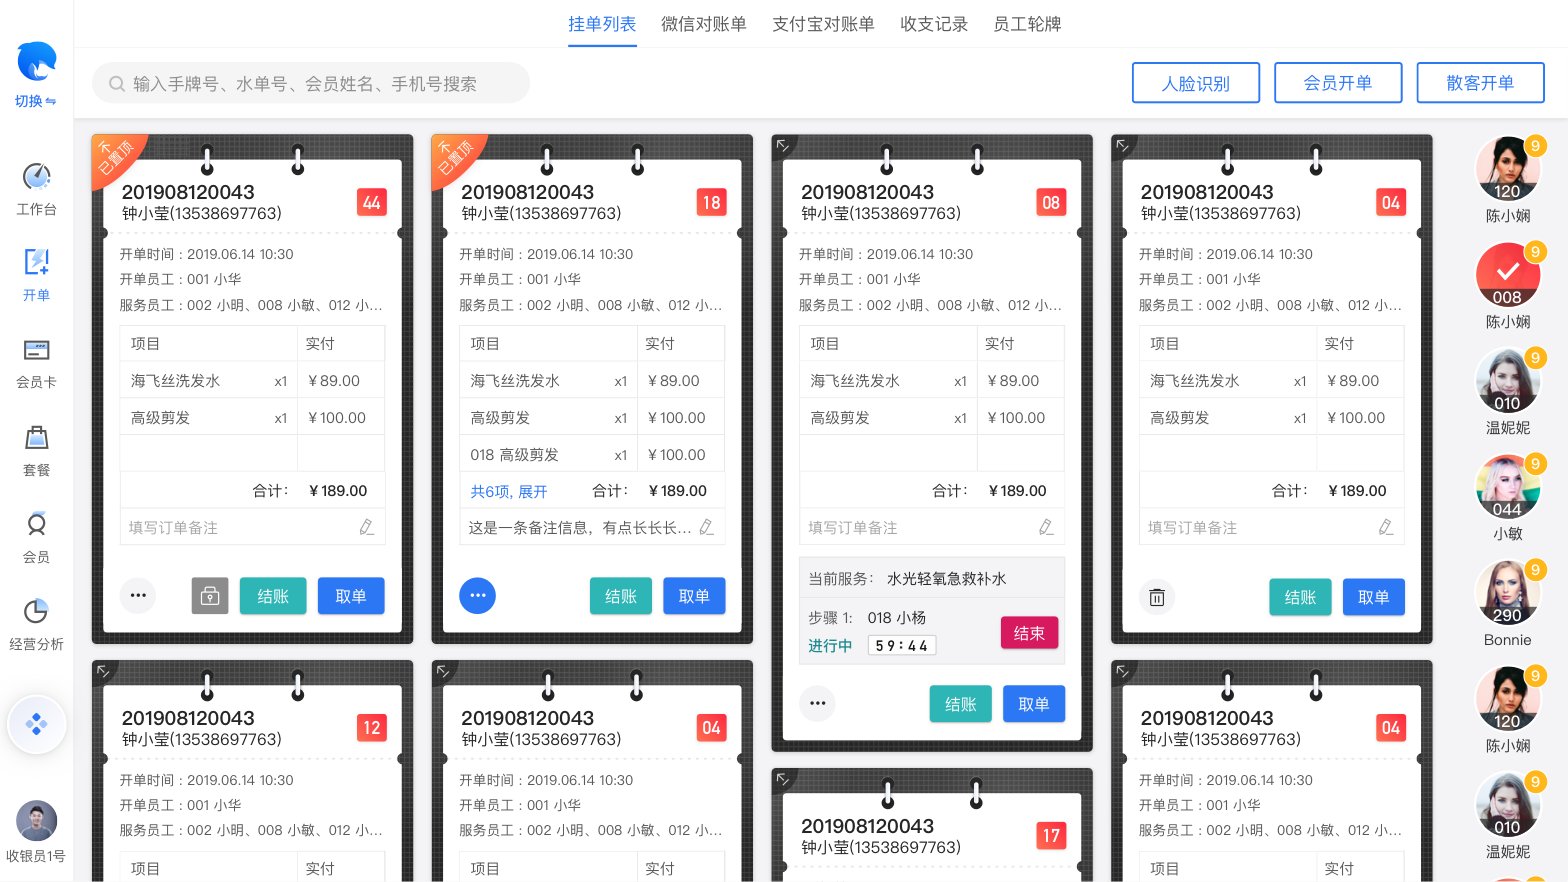 挂单列表
微信对账单
支付宝对账单
收支记录
员工轮牌
切换
输入手牌号、水单号、会员姓名、手机号搜索
人脸识别
会员开单
散客开单
工作台
开单
会员卡
套餐
会员
经营分析
收银员1号
已置顶
201908120043
44
钟小莹(13538697763)
开单时间：2019.06.14 10:30
开单员工：001 小华
服务员工：002 小明、008 小敏、012 小...
项目 实付
海飞丝洗发水 x1 ￥89.00
高级剪发 x1 ￥100.00
合计： ￥189.00
填写订单备注
结账 取单
已置顶
201908120043
18
钟小莹(13538697763)
开单时间：2019.06.14 10:30
开单员工：001 小华
服务员工：002 小明、008 小敏、012 小...
项目 实付
海飞丝洗发水 x1 ￥89.00
高级剪发 x1 ￥100.00
018 高级剪发 x1 ￥100.00
共6项, 展开 合计： ￥189.00
这是一条备注信息，有点长长长...
结账 取单
201908120043
08
钟小莹(13538697763)
开单时间：2019.06.14 10:30
开单员工：001 小华
服务员工：002 小明、008 小敏、012 小...
项目 实付
海飞丝洗发水 x1 ￥89.00
高级剪发 x1 ￥100.00
合计： ￥189.00
填写订单备注
当前服务： 水光轻氧急救补水
步骤 1: 018 小杨
进行中 59:44
结束
结账 取单
201908120043
04
钟小莹(13538697763)
开单时间：2019.06.14 10:30
开单员工：001 小华
服务员工：002 小明、008 小敏、012 小...
项目 实付
海飞丝洗发水 x1 ￥89.00
高级剪发 x1 ￥100.00
合计： ￥189.00
填写订单备注
结账 取单
201908120043
12
钟小莹(13538697763)
开单时间：2019.06.14 10:30
开单员工：001 小华
服务员工：002 小明、008 小敏、012 小...
项目 实付
201908120043
04
钟小莹(13538697763)
开单时间：2019.06.14 10:30
开单员工：001 小华
服务员工：002 小明、008 小敏、012 小...
项目 实付
201908120043
17
钟小莹(13538697763)
201908120043
04
钟小莹(13538697763)
开单时间：2019.06.14 10:30
开单员工：001 小华
服务员工：002 小明、008 小敏、012 小...
项目 实付
9
120
陈小娴
9
008
陈小娴
9
010
温妮妮
9
044
小敏
9
290
Bonnie
9
120
陈小娴
9
010
温妮妮